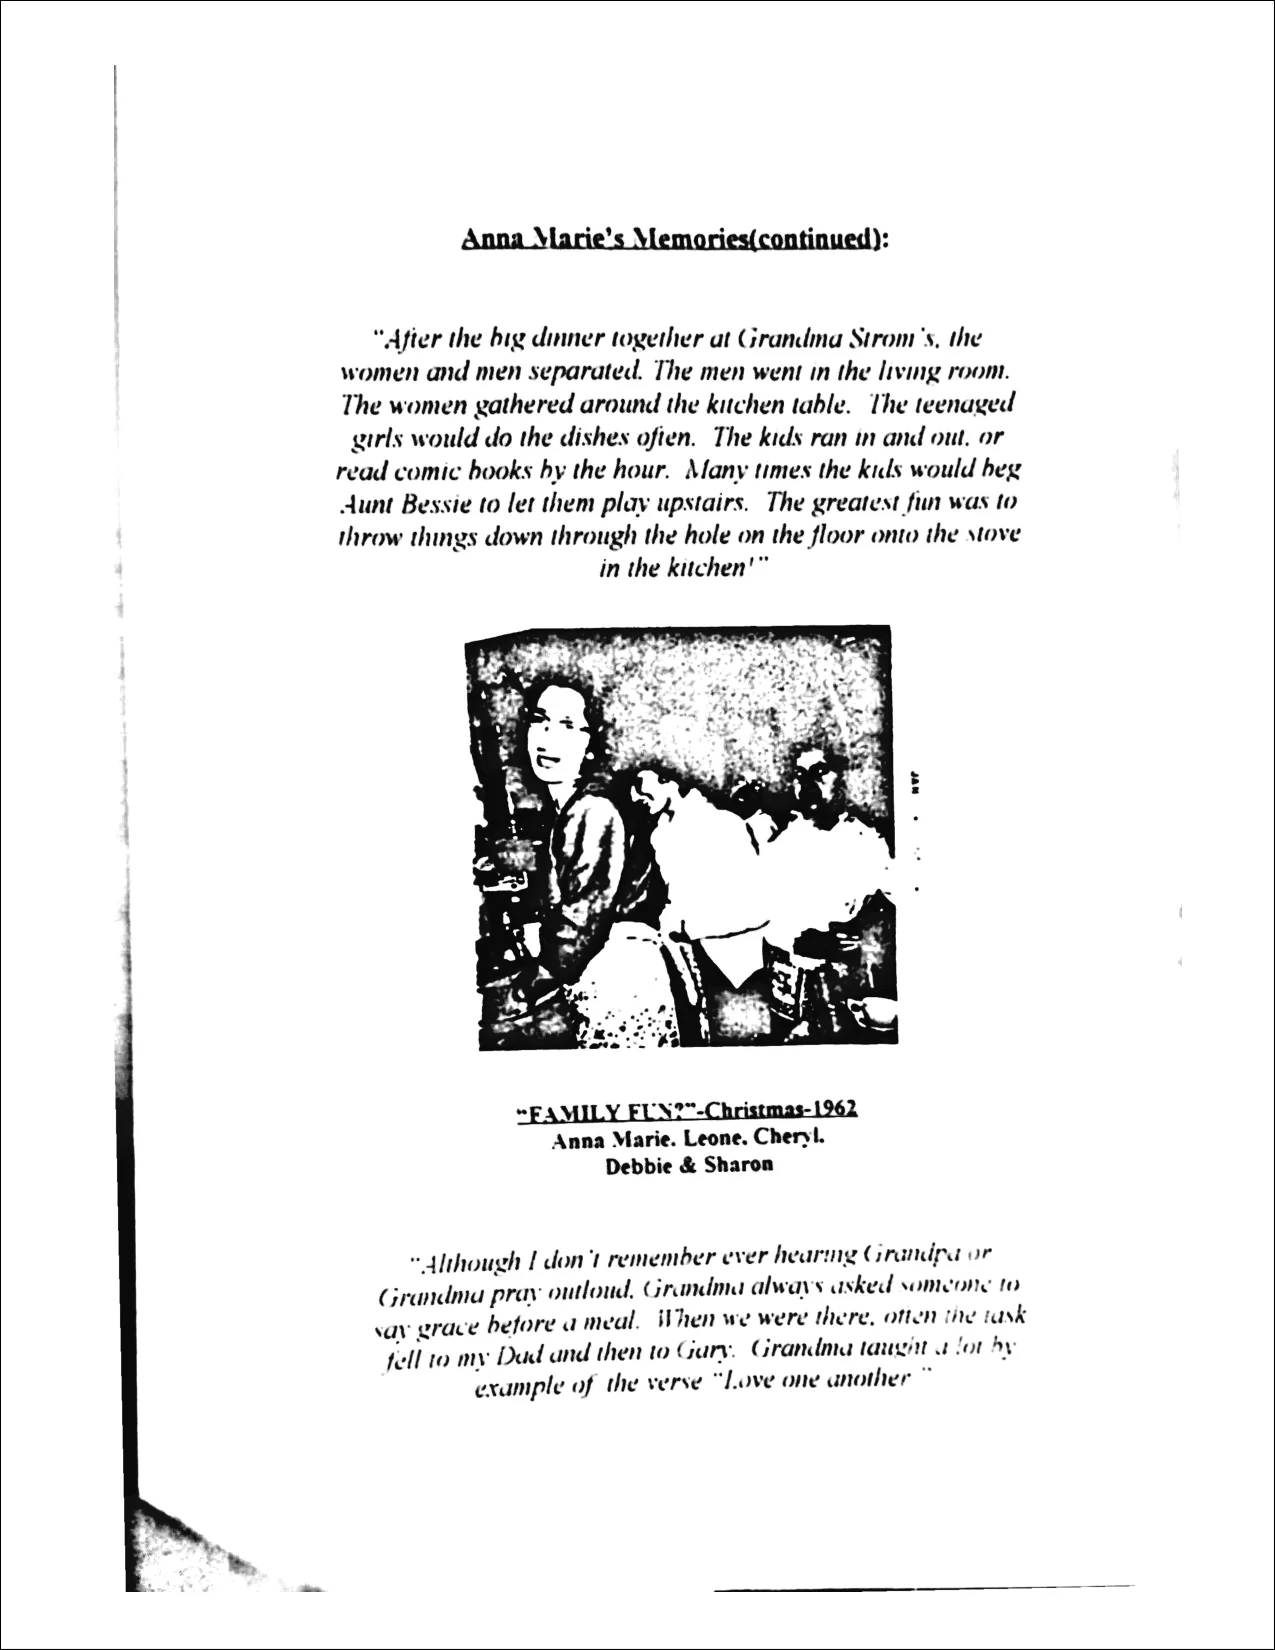 Anna Marie's Memories(continued):
"After the big dinner together at Grandma Strom's, the
women and men separated. The men went in the living room.
The women gathered around the kitchen table. The teenaged
girls would do the dishes often. The kids ran in and out, or
read comic books by the hour. Many times the kids would beg
Aunt Bessie to let them play upstairs. The greatest fun was to
throw things down through the hole on the floor onto the stove
in the kitchen!"
JAN
"FAMILY FUN?"-Christmas-1962
Anna Marie, Leone, Cheryl,
Debbie & Sharon
"Although I don't remember ever hearing Grandpa or
Grandma pray outloud, Grandma always asked someone to
say grace before a meal. When we were there, often the task
fell to my Dad and then to Gary. Grandma taught a lot by
example of the verse "Love one another"